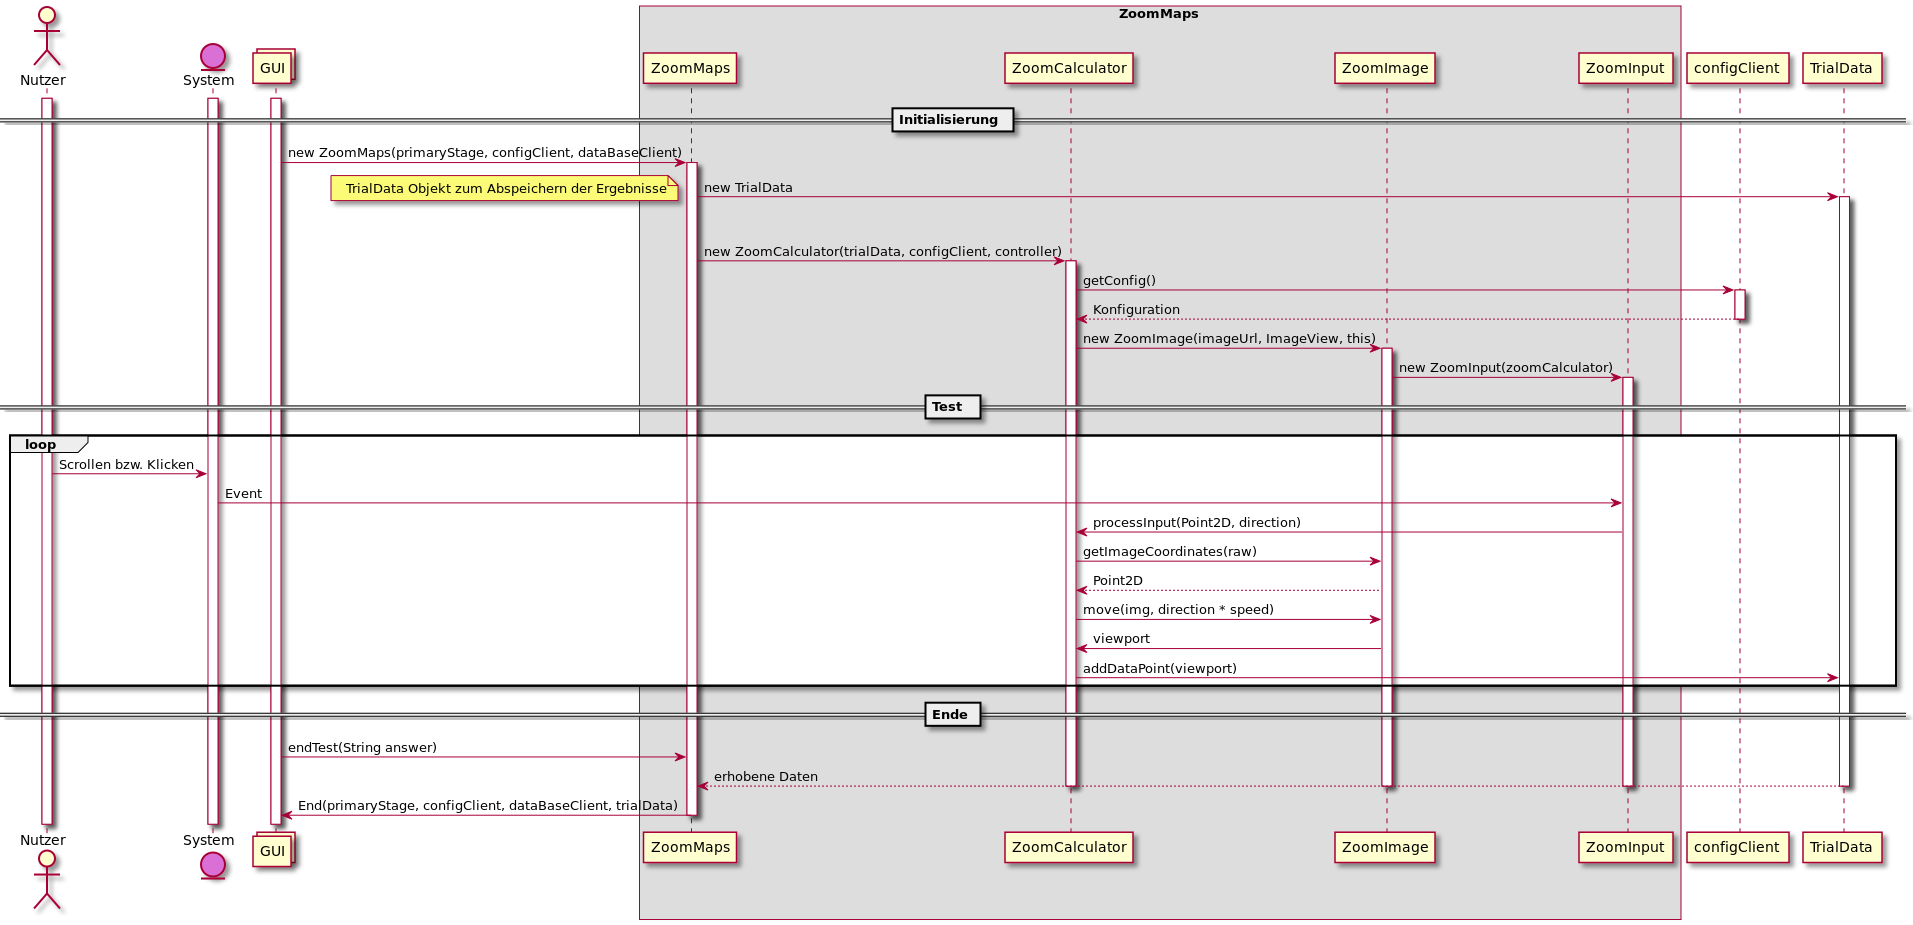 ZoomMaps
Nutzer
System
GUI
ZoomMaps
ZoomCalculator
ZoomImage
ZoomInput
configClient
TrialData
Initialisierung
new ZoomMaps(primaryStage, configClient, dataBaseClient)
TrialData Objekt zum Abspeichern der Ergebnisse
new TrialData
new ZoomCalculator(trialData, configClient, controller)
getConfig()
Konfiguration
new ZoomImage(imageUrl, ImageView, this)
new ZoomInput(zoomCalculator)
Test
loop
Scrollen bzw. Klicken
Event
processInput(Point2D, direction)
getImageCoordinates(raw)
Point2D
move(img, direction * speed)
viewport
addDataPoint(viewport)
Ende
endTest(String answer)
erhobene Daten
End(primaryStage, configClient, dataBaseClient, trialData)
Nutzer
System
GUI
ZoomMaps
ZoomCalculator
ZoomImage
ZoomInput
configClient
TrialData